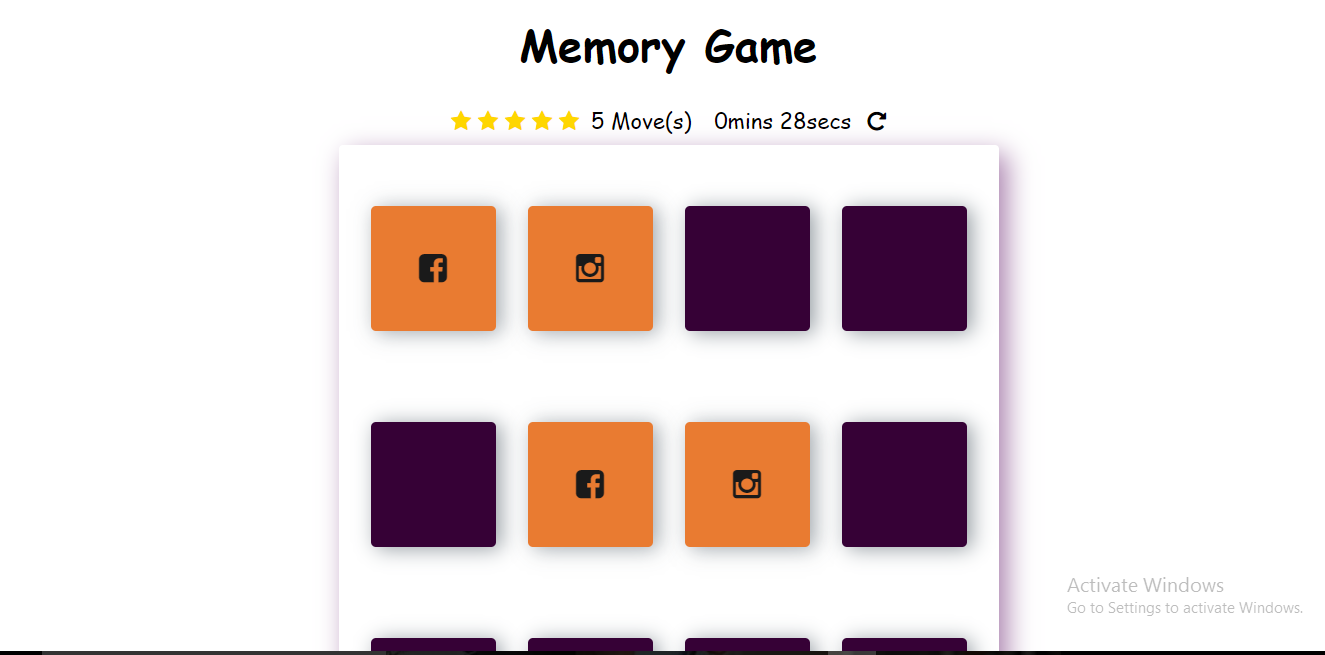 Memory Game
5 Move(s) 0mins 28secs
Activate Windows
Go to Settings to activate Windows.